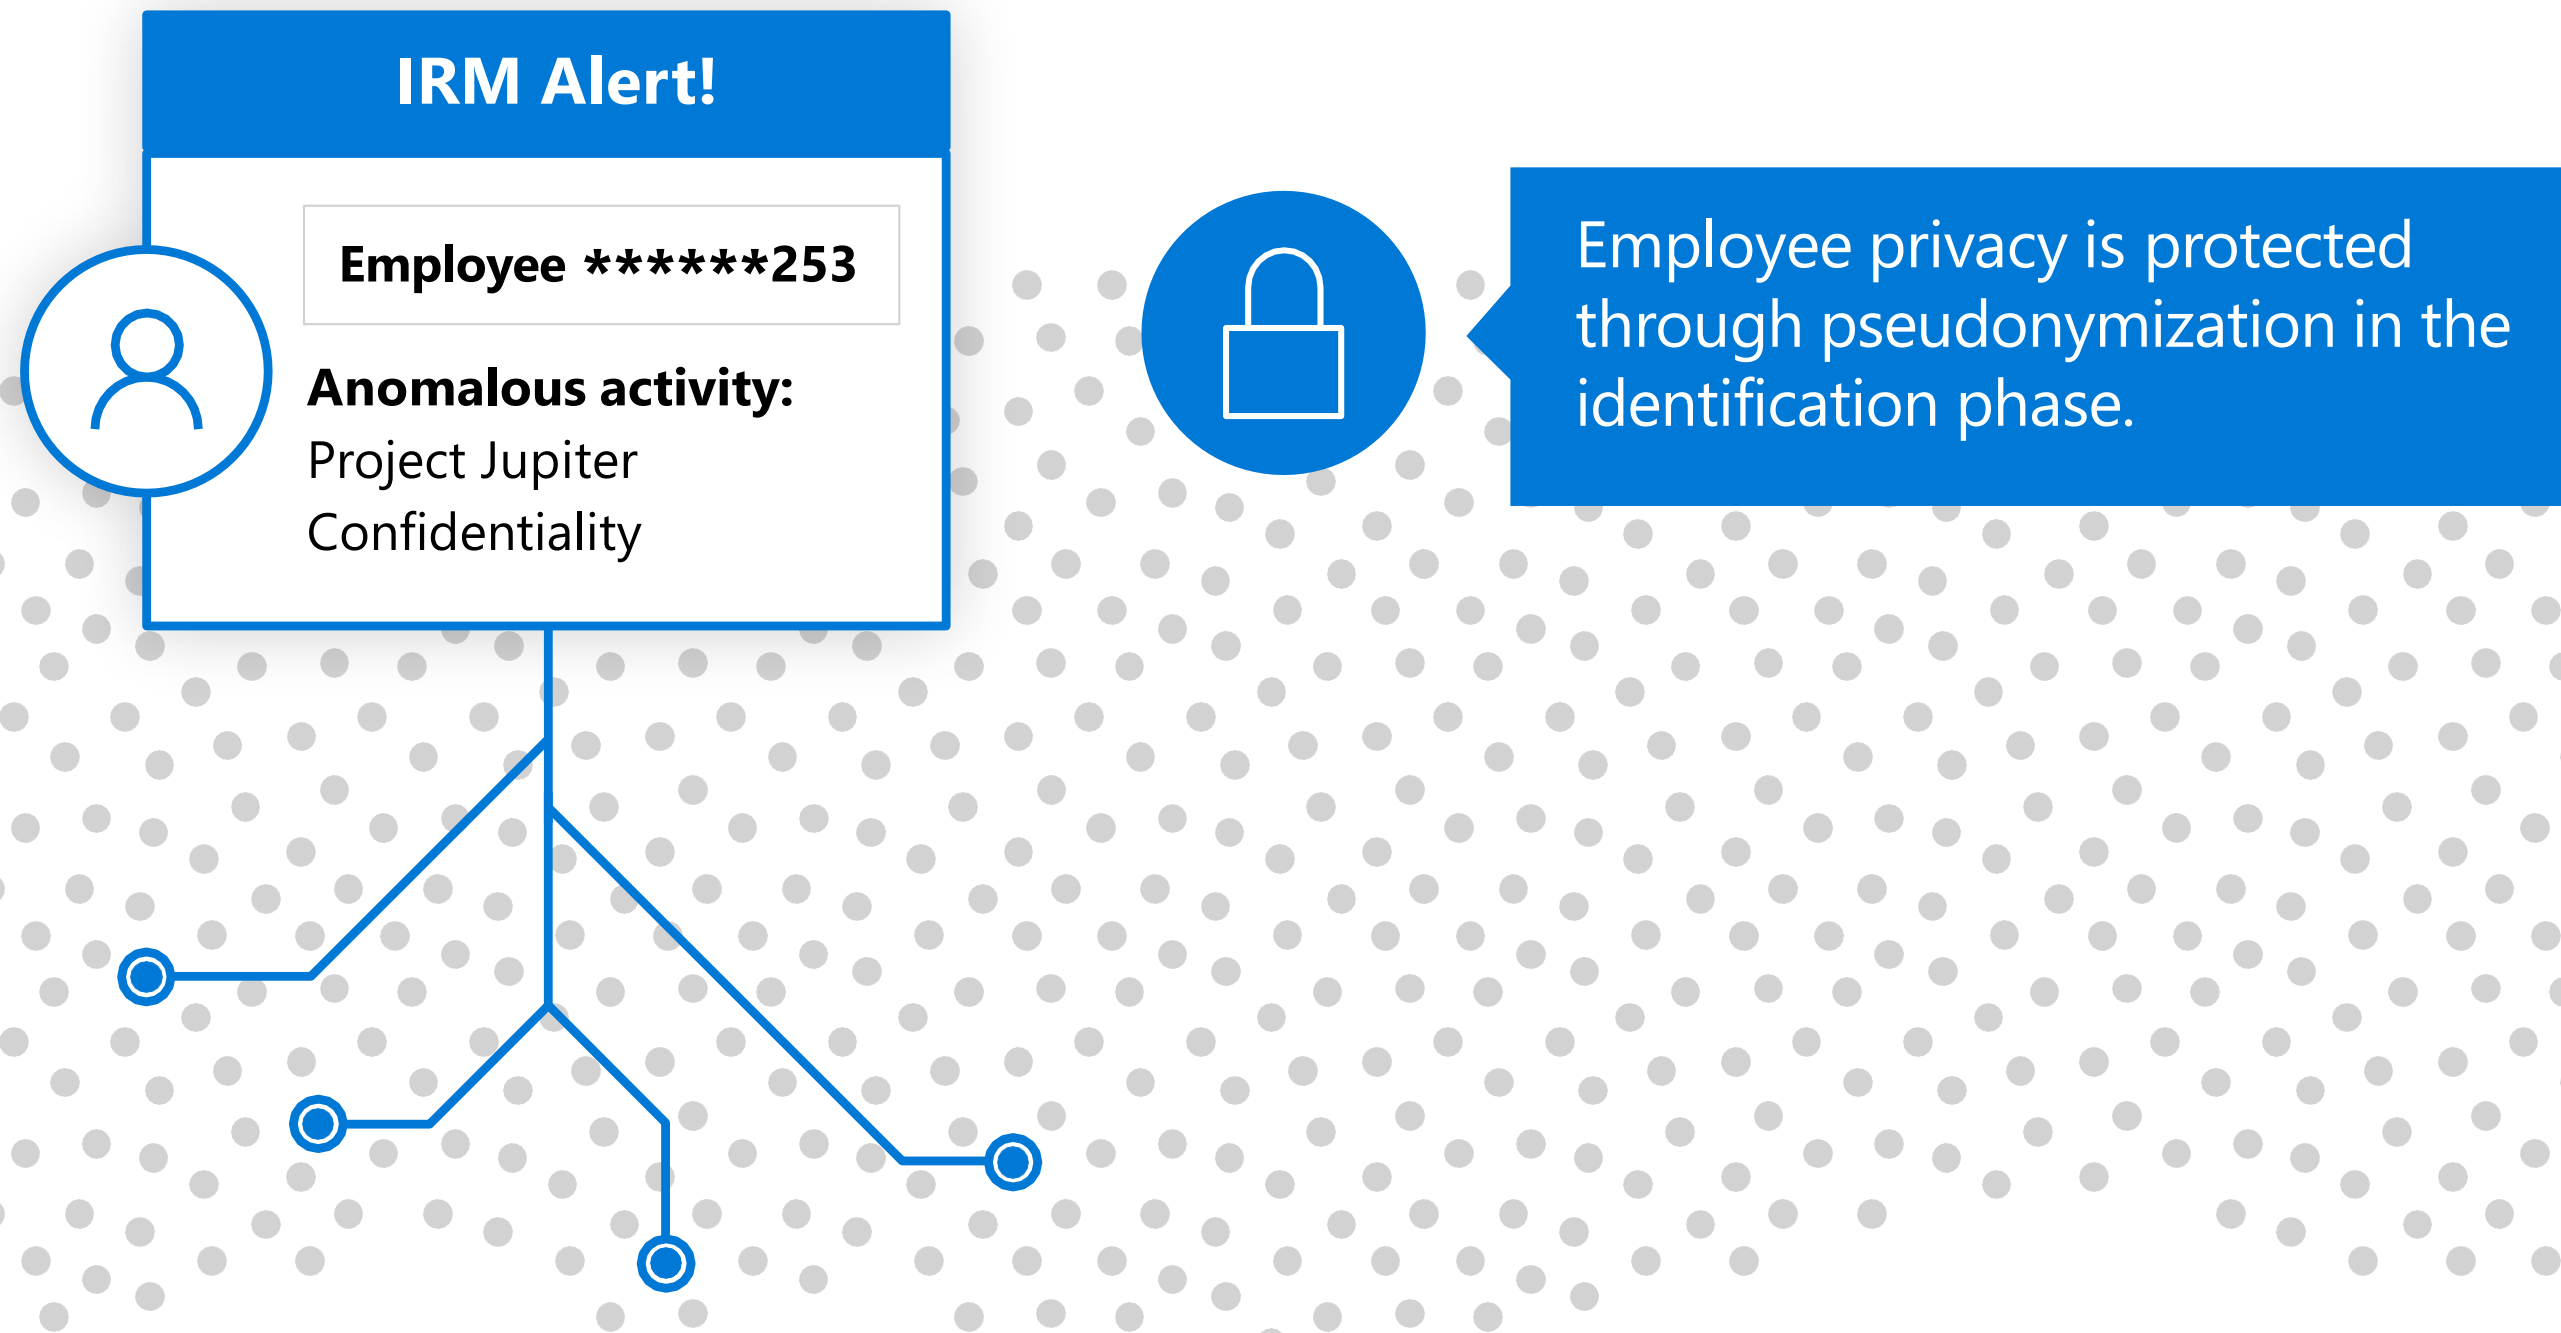 IRM Alert!
Employee ******253
Anomalous activity:
Project Jupiter
Confidentiality
Employee privacy is protected
through pseudonymization in the
identification phase.